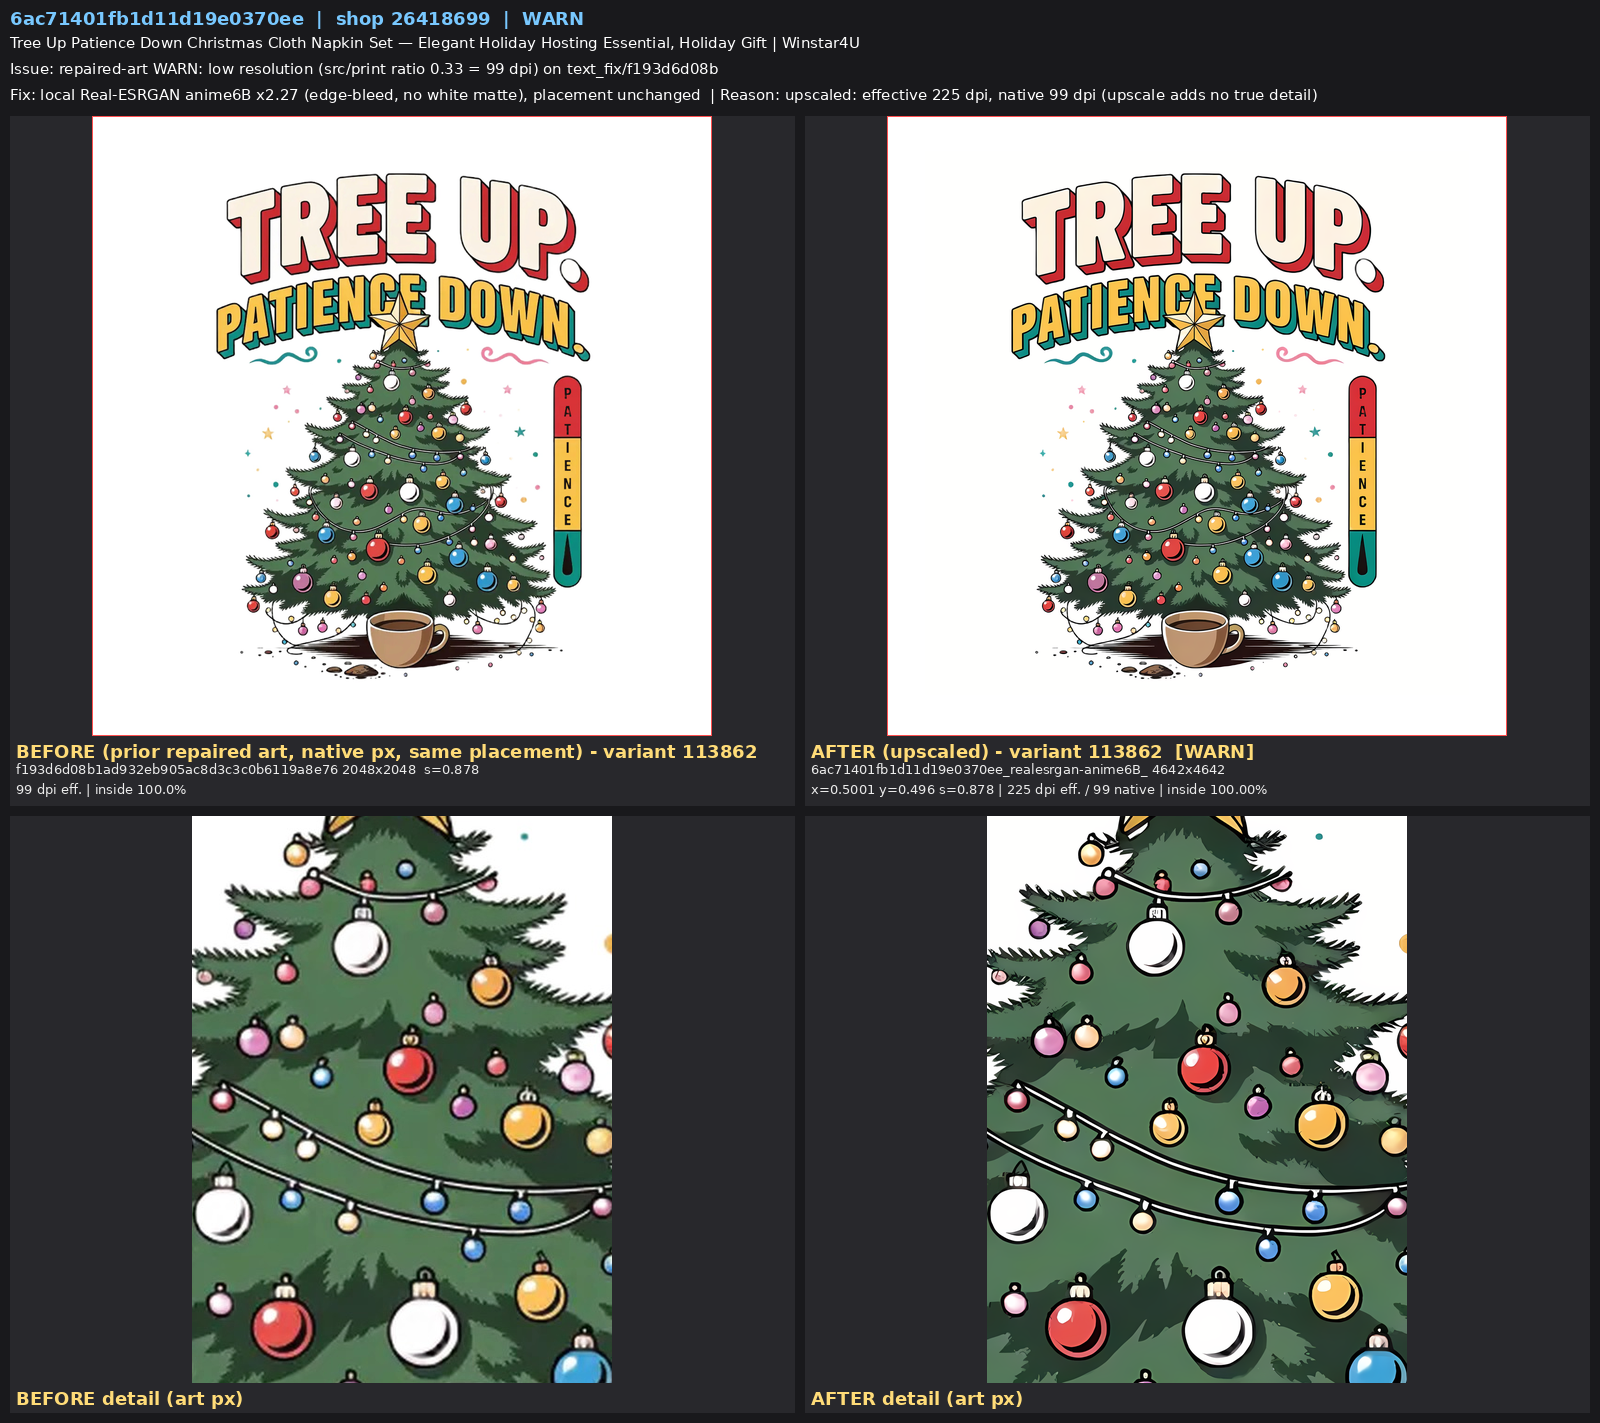 6ac71401fb1d11d19e0370ee | shop 26418699 | WARN
Tree Up Patience Down Christmas Cloth Napkin Set — Elegant Holiday Hosting Essential, Holiday Gift | Winstar4U
Issue: repaired-art WARN: low resolution (src/print ratio 0.33 = 99 dpi) on text_fix/f193d6d08b
Fix: local Real-ESRGAN anime6B x2.27 (edge-bleed, no white matte), placement unchanged | Reason: upscaled: effective 225 dpi, native 99 dpi (upscale adds no true detail)
TREE UP.
PATIENCE DOWN.
PATIENCE
TREE UP.
PATIENCE DOWN.
PATIENCE
BEFORE (prior repaired art, native px, same placement) - variant 113862
f193d6d08b1ad932eb905ac8d3c3c0b6119a8e76 2048x2048 s=0.878
99 dpi eff. | inside 100.0%
AFTER (upscaled) - variant 113862 [WARN]
6ac71401fb1d11d19e0370ee_realesrgan-anime6B_ 4642x4642
x=0.5001 y=0.496 s=0.878 | 225 dpi eff. / 99 native | inside 100.00%
BEFORE detail (art px)
AFTER detail (art px)